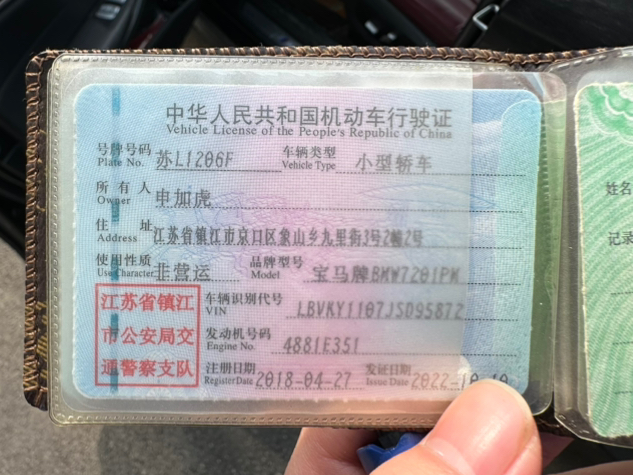 中华人民共和国机动车行驶证
Vehicle License of the People's Republic of China
号牌号码 苏L1206F 车辆类型 小型轿车
Plate No. Vehicle Type
所有人 申加虎
Owner
住址 江苏省镇江市京口区象山乡九里街3号2幢2号
Address
使用性质 非营运 品牌型号 宝马牌BMW7201PM
Use Character Model
江苏省镇江
市公安局交
通警察支队
车辆识别代号 LBVKY1107JSD95872
VIN
发动机号码 4881E351
Engine No.
注册日期 2018-04-27 发证日期 2022-10-
Register Date Issue Date
姓名
记录